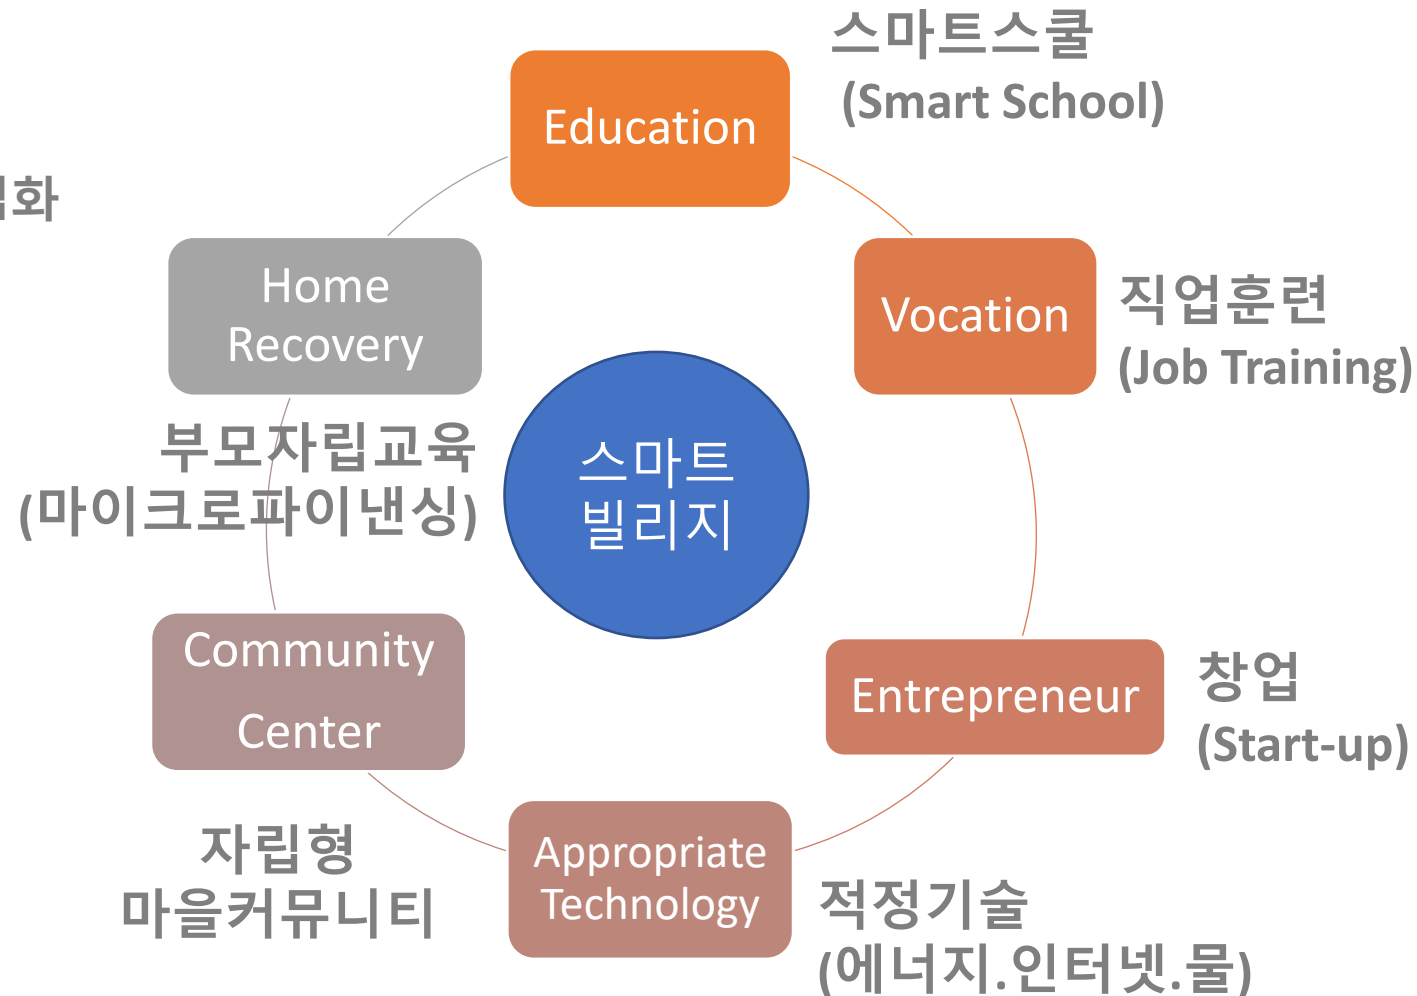 스마트스쿨
(Smart School)
Education
화
Home
Recovery
Vocation
직업훈련
(Job Training)
부모자립교육
(마이크로파이낸싱)
스마트
빌리지
Community
Center
Entrepreneur
창업
(Start-up)
자립형
마을커뮤니티
Appropriate
Technology
적정기술
(에너지.인터넷.물)